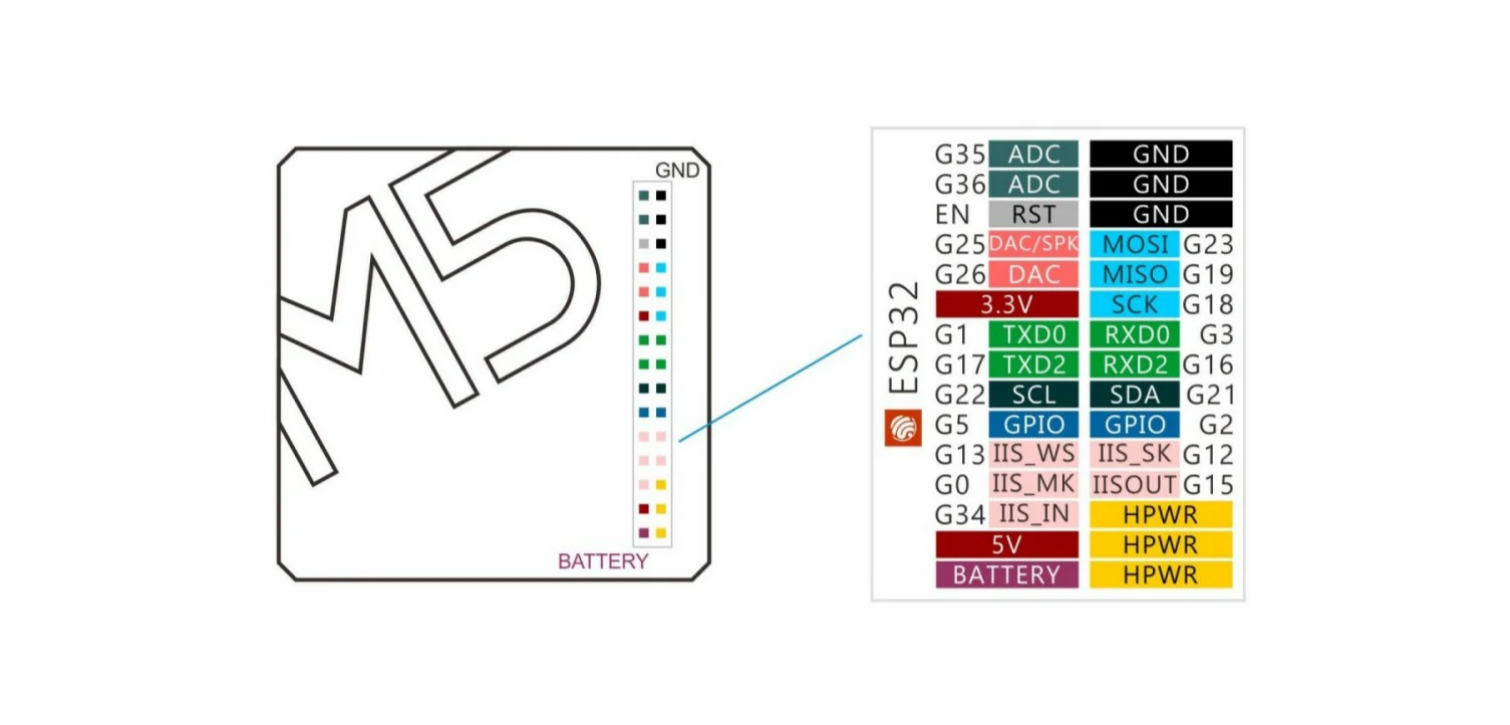 M5
GND
BATTERY
ESP32
G35 ADC GND
G36 ADC GND
EN RST GND
G25 DAC/SPK MOSI G23
G26 DAC MISO G19
3.3V SCK G18
G1 TXD0 RXD0 G3
G17 TXD2 RXD2 G16
G22 SCL SDA G21
G5 GPIO GPIO G2
G13 IIS_WS IIS_SK G12
G0 IIS_MK IISOUT G15
G34 IIS_IN HPWR
5V HPWR
BATTERY HPWR